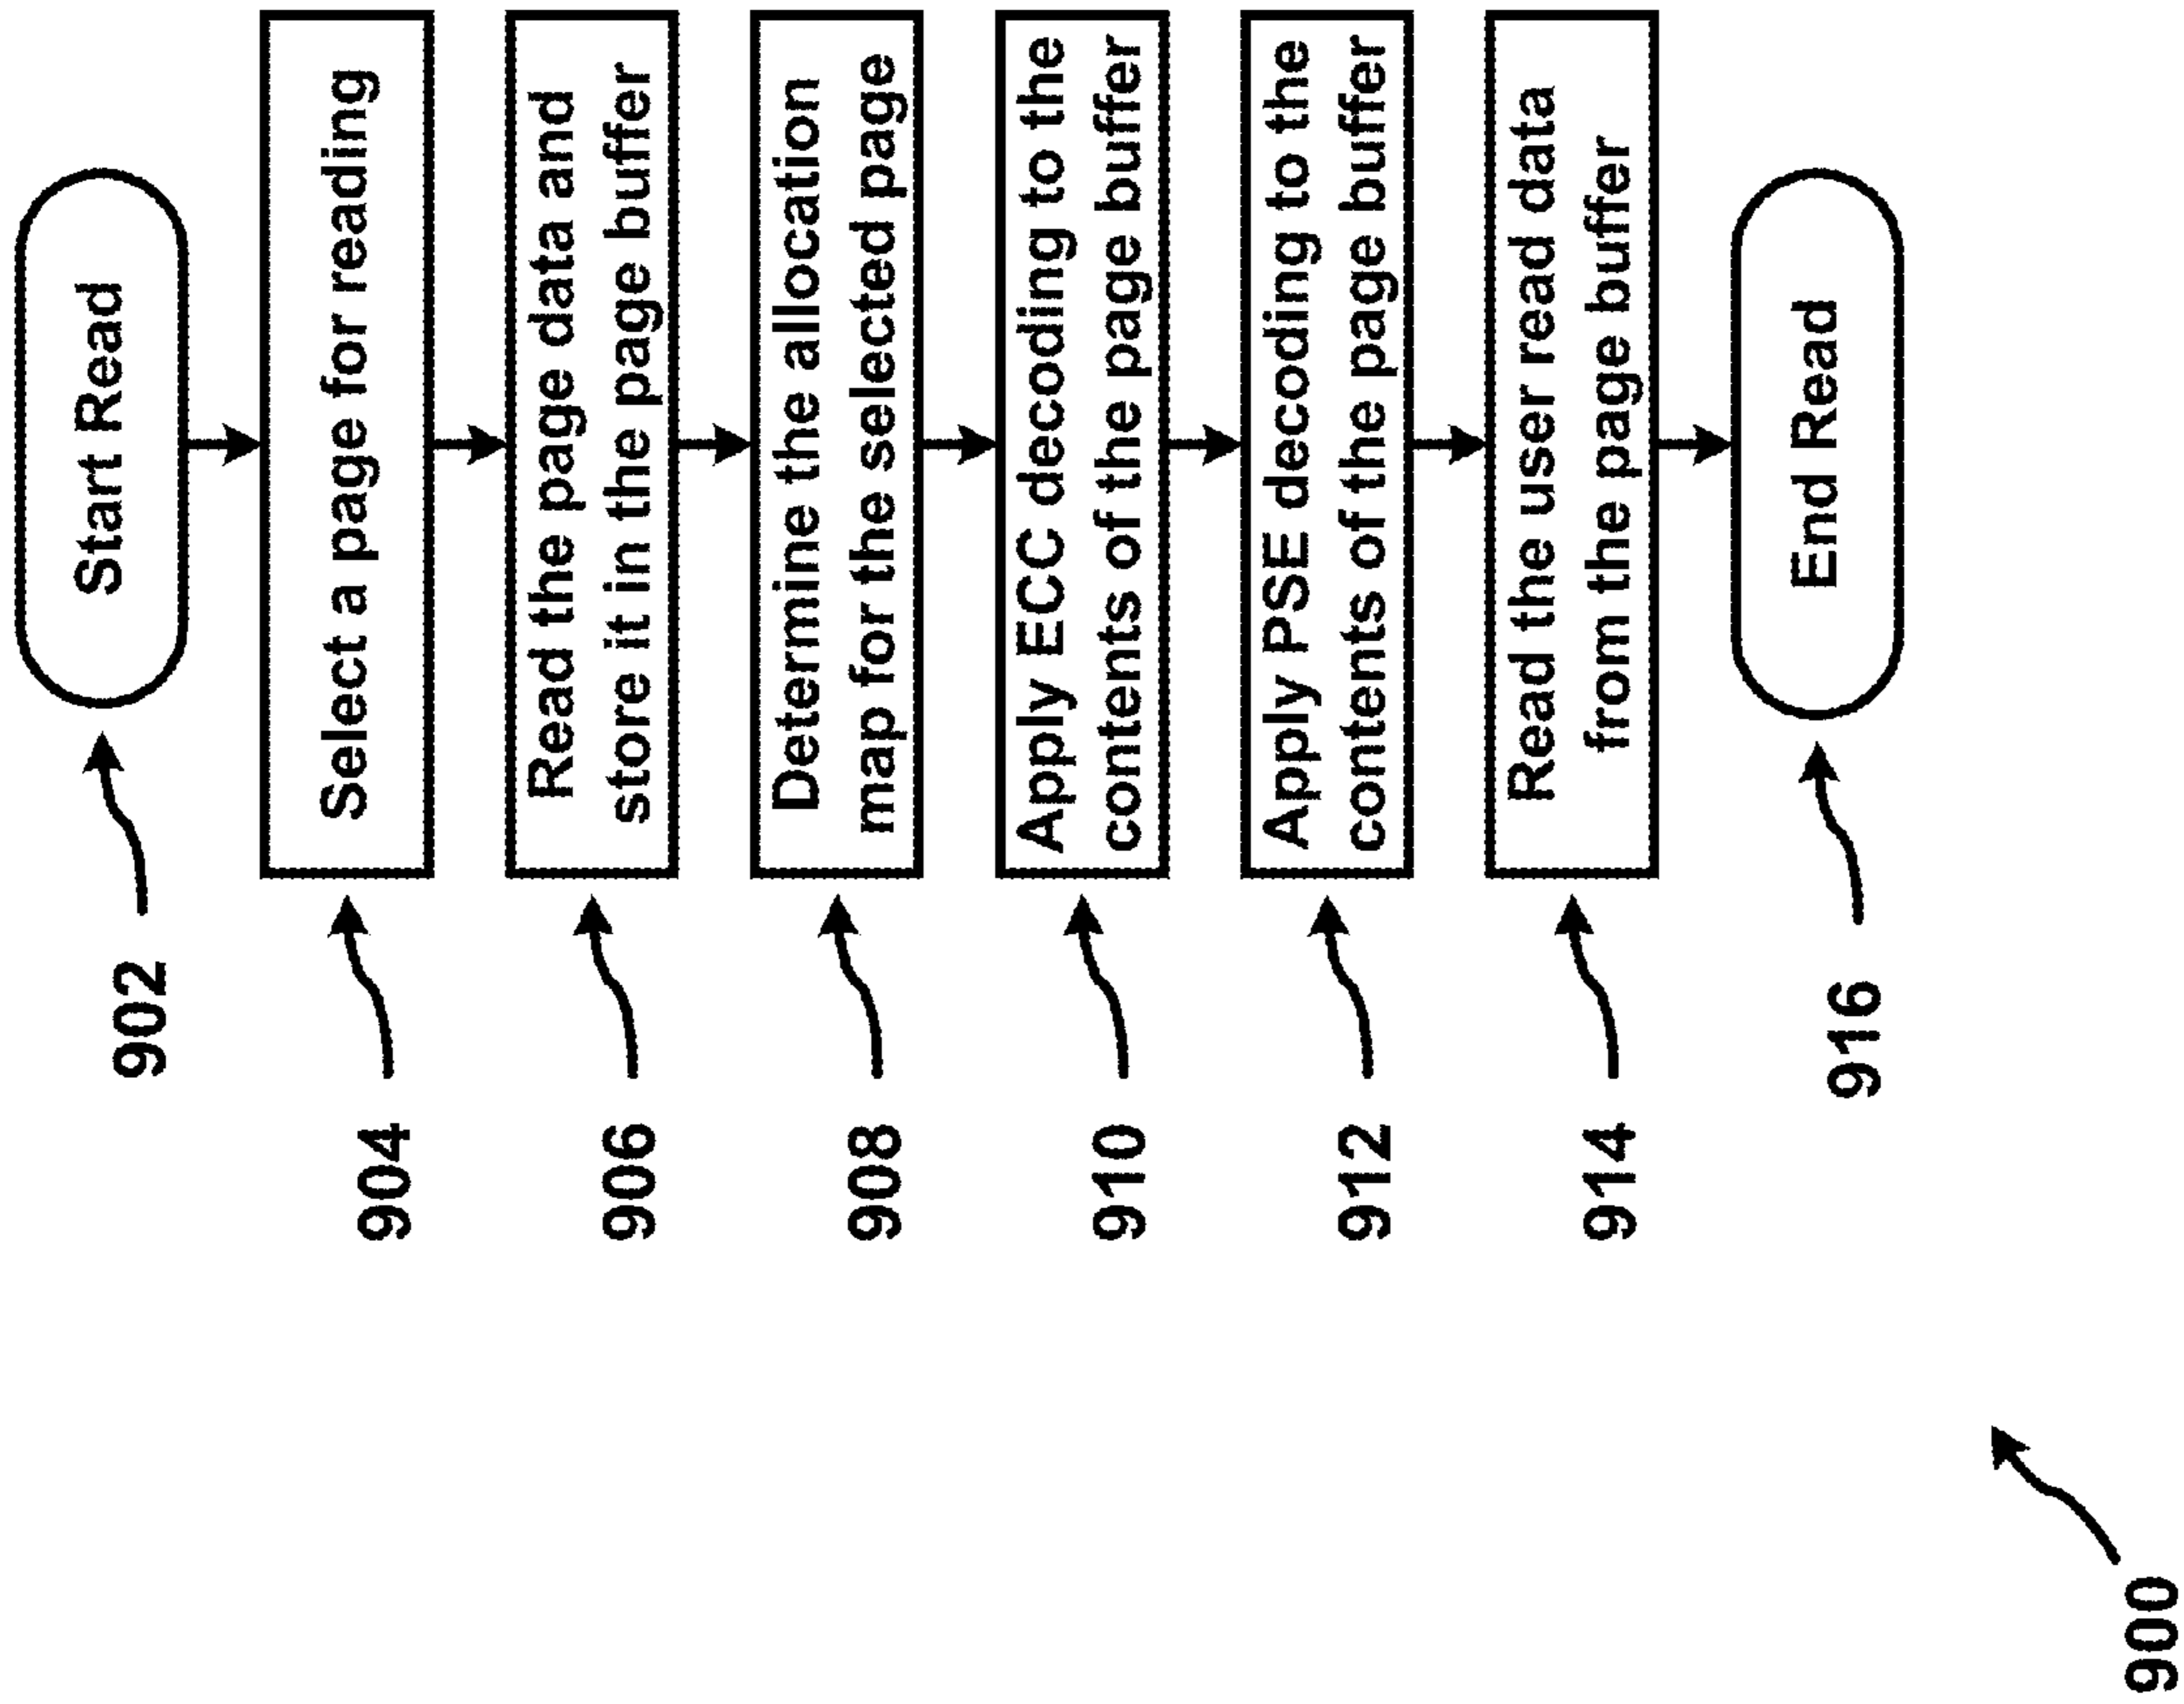 902
Start Read
904
Select a page for reading
906
Read the page data and
store it in the page buffer
908
Determine the allocation
map for the selected page
910
Apply ECC decoding to the
contents of the page buffer
912
Apply PSE decoding to the
contents of the page buffer
914
Read the user read data
from the page buffer
916
End Read
900